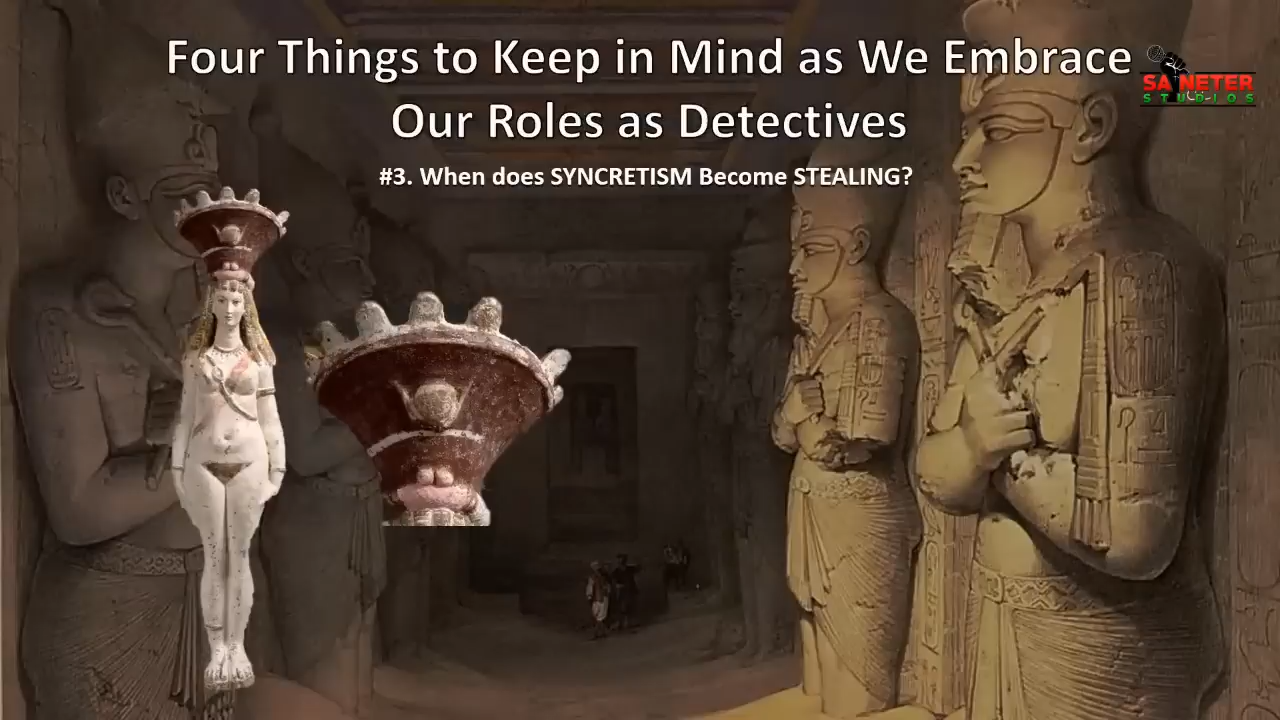 Four Things to Keep in Mind as We Embrace
Our Roles as Detectives
#3. When does SYNCRETISM Become STEALING?
SA NETER
STUDIOS